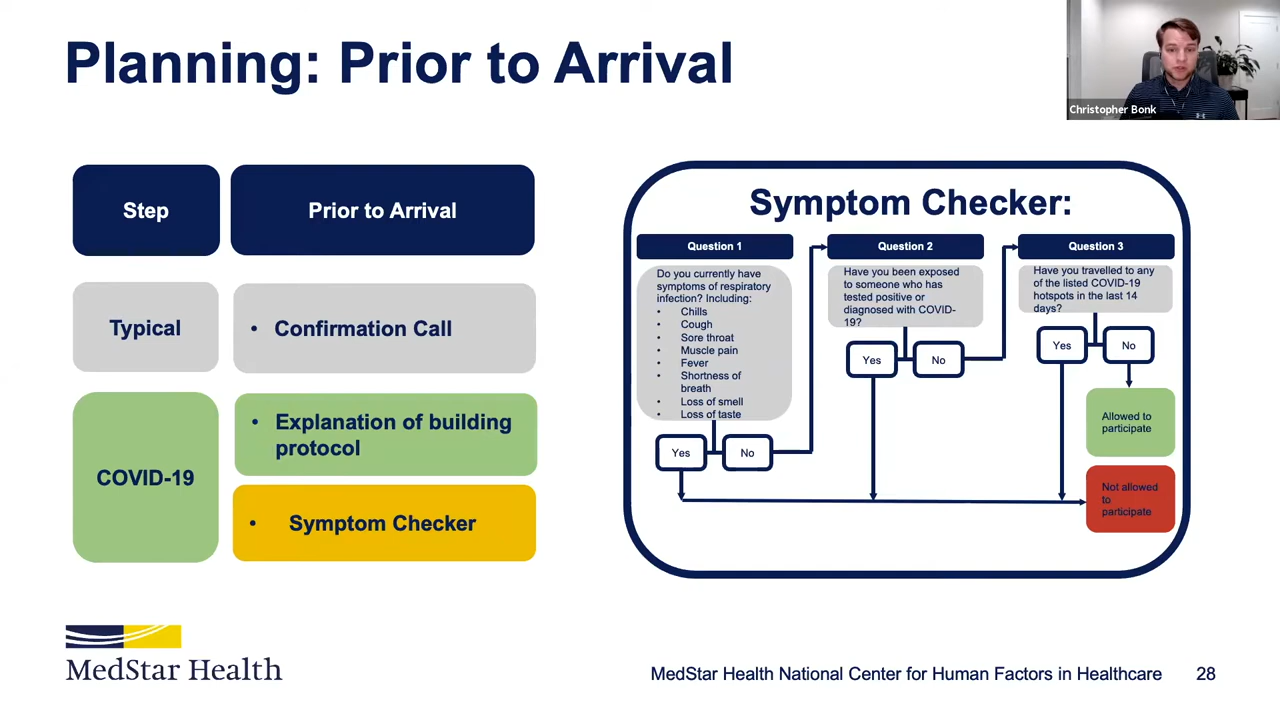 Planning: Prior to Arrival
Christopher Bonk
Step
Prior to Arrival
Typical
• Confirmation Call
COVID-19
• Explanation of building
protocol
• Symptom Checker
Symptom Checker:
Question 1
Do you currently have
symptoms of respiratory
infection? Including:
• Chills
• Cough
• Sore throat
• Muscle pain
• Fever
• Shortness of
breath
• Loss of smell
• Loss of taste
Yes
No
Question 2
Have you been exposed
to someone who has
tested positive or
diagnosed with COVID-
19?
Yes
No
Question 3
Have you travelled to any
of the listed COVID-19
hotspots in the last 14
days?
Yes
No
Allowed to
participate
Not allowed
to
participate
MedStar Health
MedStar Health National Center for Human Factors in Healthcare
28